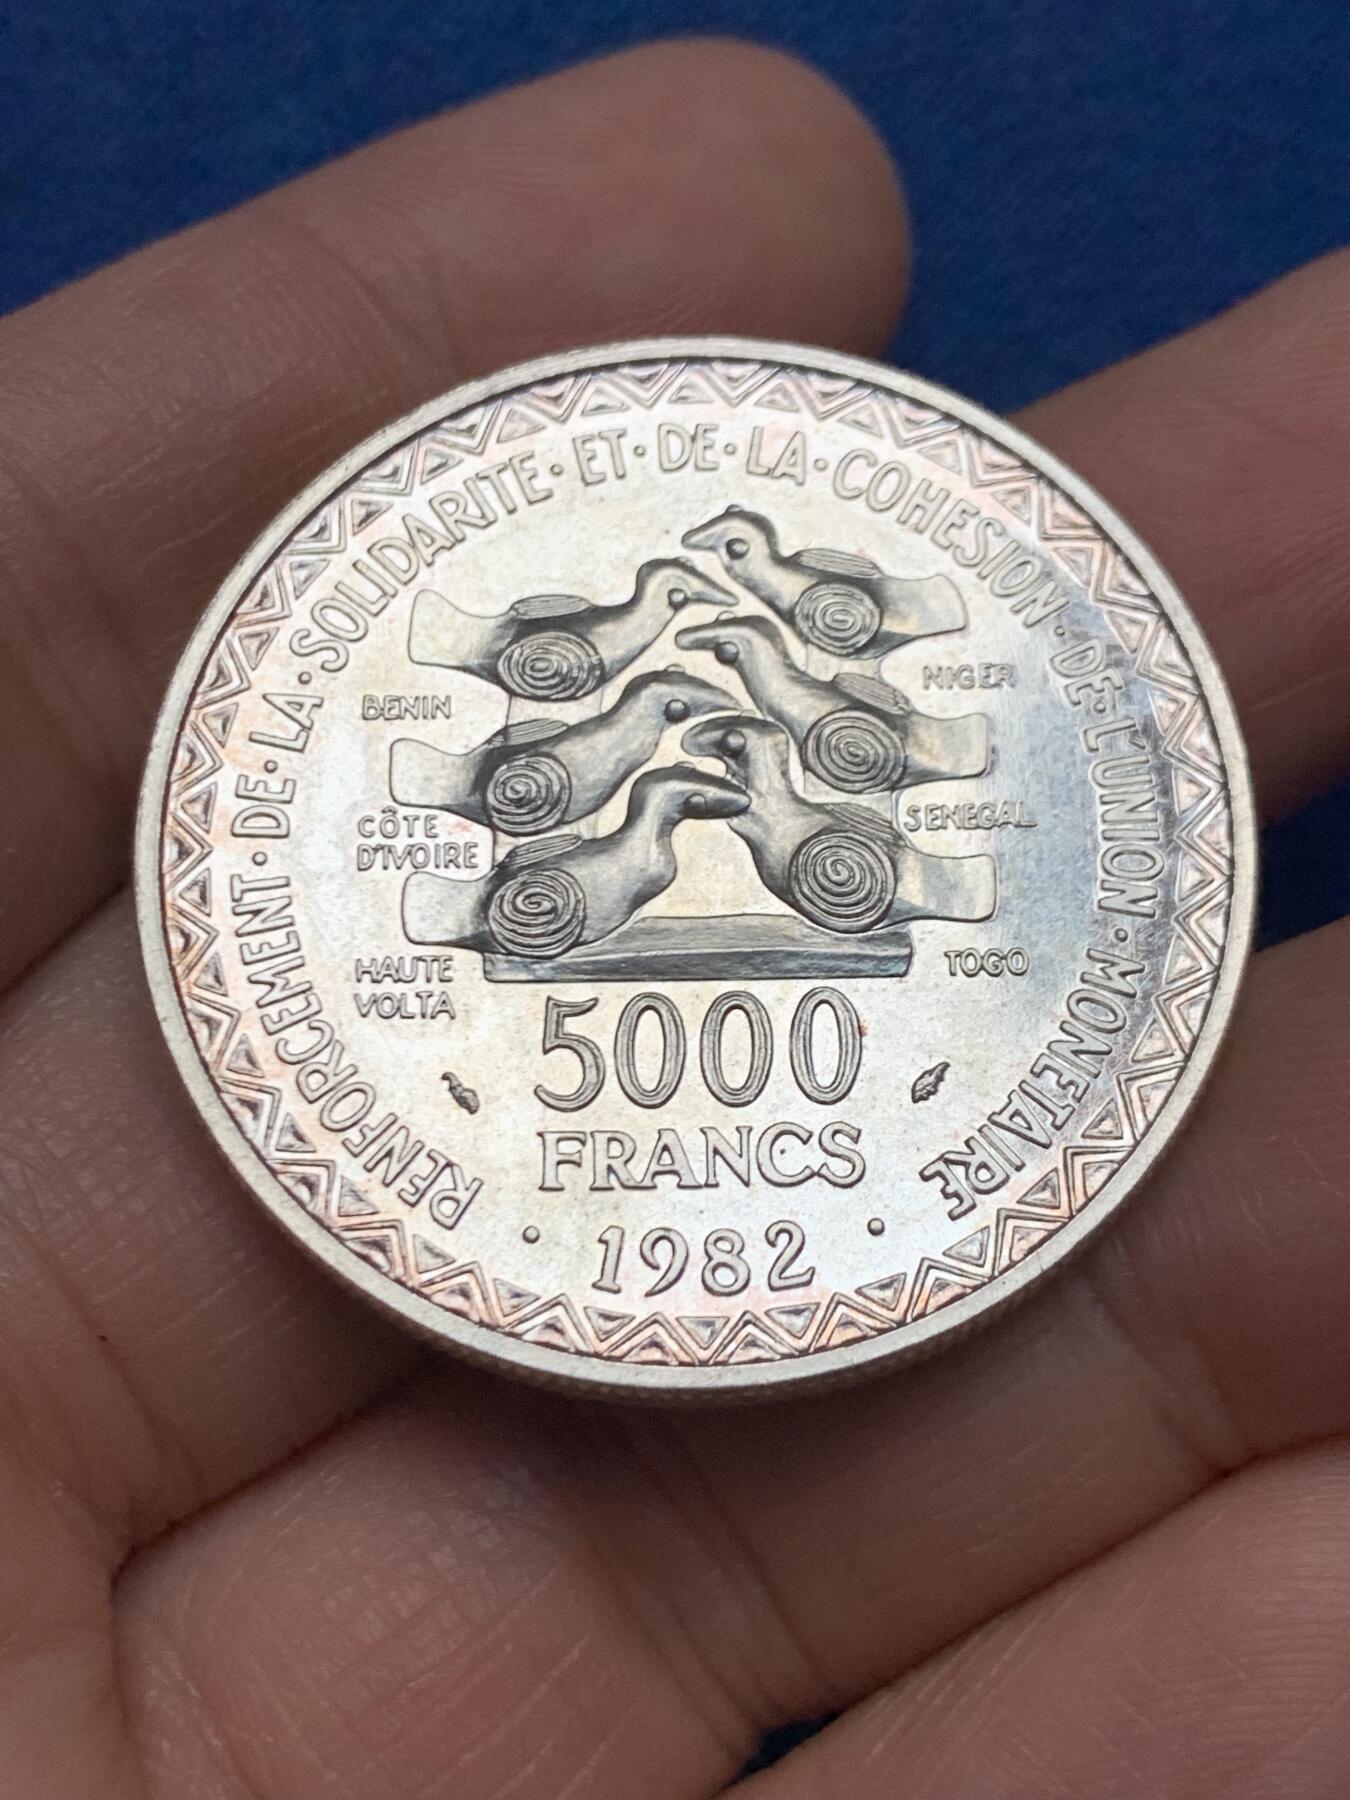 RENFORCEMENT·DE·LA·SOLIDARITE·ET·DE·LA·COHESION·DE·L'UNION·MONETAIRE
BENIN
NIGER
CÔTE
D'IVOIRE
SENEGAL
HAUTE
VOLTA
TOGO
5000
FRANCS
·1982·